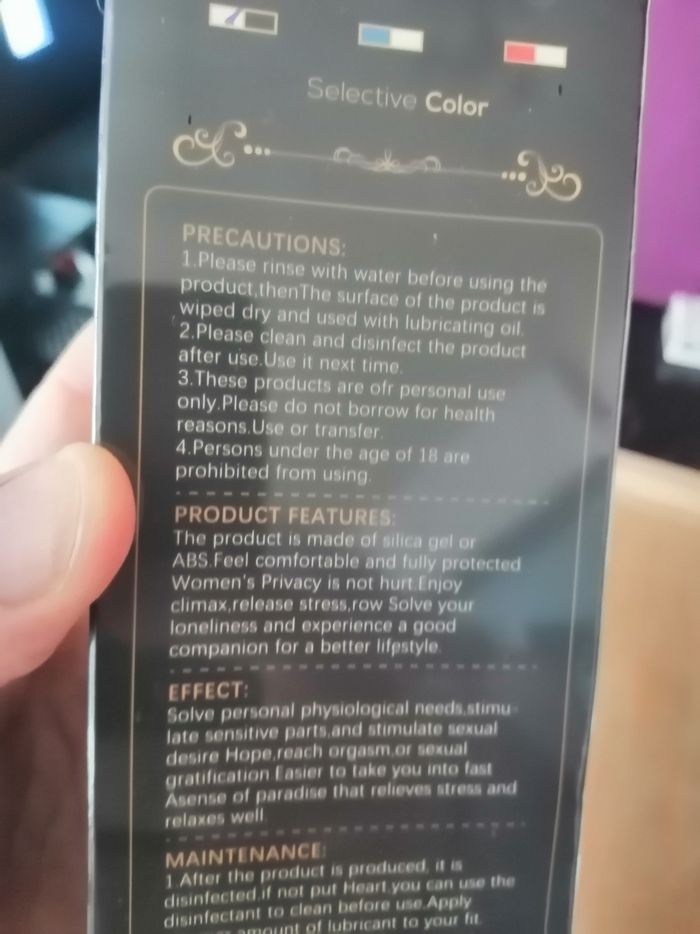 Selective Color
PRECAUTIONS:
1.Please rinse with water before using the
product,thenThe surface of the product is
wiped dry and used with lubricating oil.
2.Please clean and disinfect the product
after use.Use it next time.
3.These products are ofr personal use
only.Please do not borrow for health
reasons.Use or transfer.
4.Persons under the age of 18 are
prohibited from using.
PRODUCT FEATURES:
The product is made of silica gel or
ABS.Feel comfortable and fully protected
Women's Privacy is not hurt.Enjoy
climax,release stress,row Solve your
loneliness and experience a good
companion for a better lifpstyle.
EFFECT:
Solve personal physiological needs,stimu-
late sensitive parts,and stimulate sexual
desire Hope,reach orgasm,or sexual
gratification Easier to take you into fast
Asense of paradise that relieves stress and
relaxes well.
MAINTENANCE:
1.After the product is produced, it is
disinfected,if not put Heart,you can use the
disinfectant to clean before use.Apply
amount of lubricant to your fit.